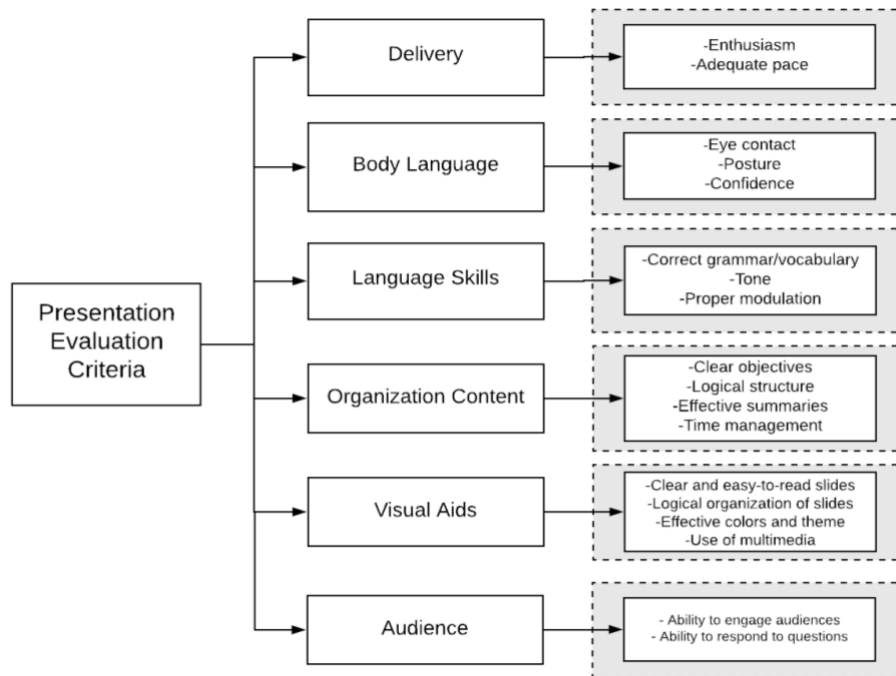 Presentation
Evaluation
Criteria
Delivery
-Enthusiasm
-Adequate pace
Body Language
-Eye contact
-Posture
-Confidence
Language Skills
-Correct grammar/vocabulary
-Tone
-Proper modulation
Organization Content
-Clear objectives
-Logical structure
-Effective summaries
-Time management
Visual Aids
-Clear and easy-to-read slides
-Logical organization of slides
-Effective colors and theme
-Use of multimedia
Audience
- Ability to engage audiences
- Ability to respond to questions